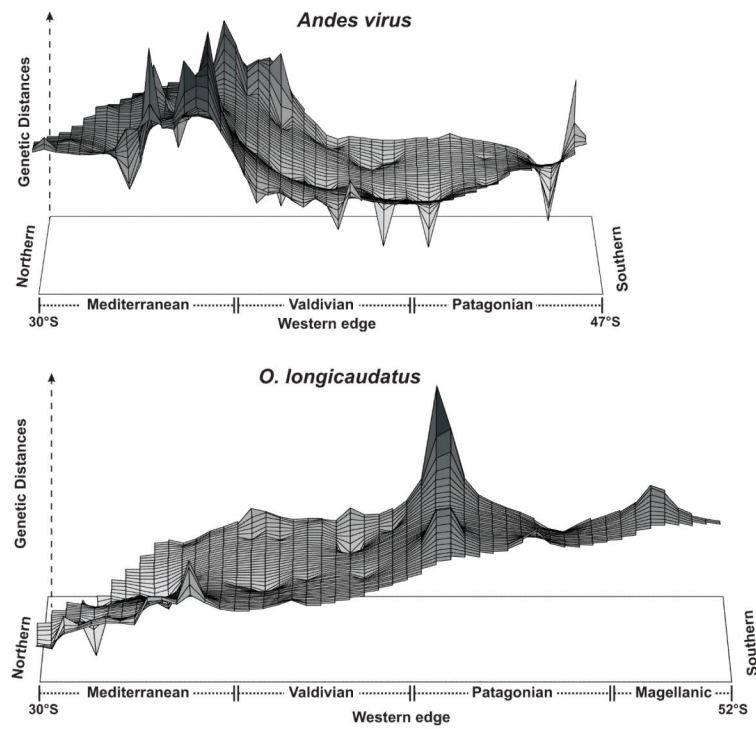 Andes virus
Genetic Distances
Northern
Southern
Mediterranean
Valdivian
Patagonian
30°S
Western edge
47°S
O. longicaudatus
Genetic Distances
Northern
Southern
Mediterranean
Valdivian
Patagonian
Magellanic
30°S
Western edge
52°S